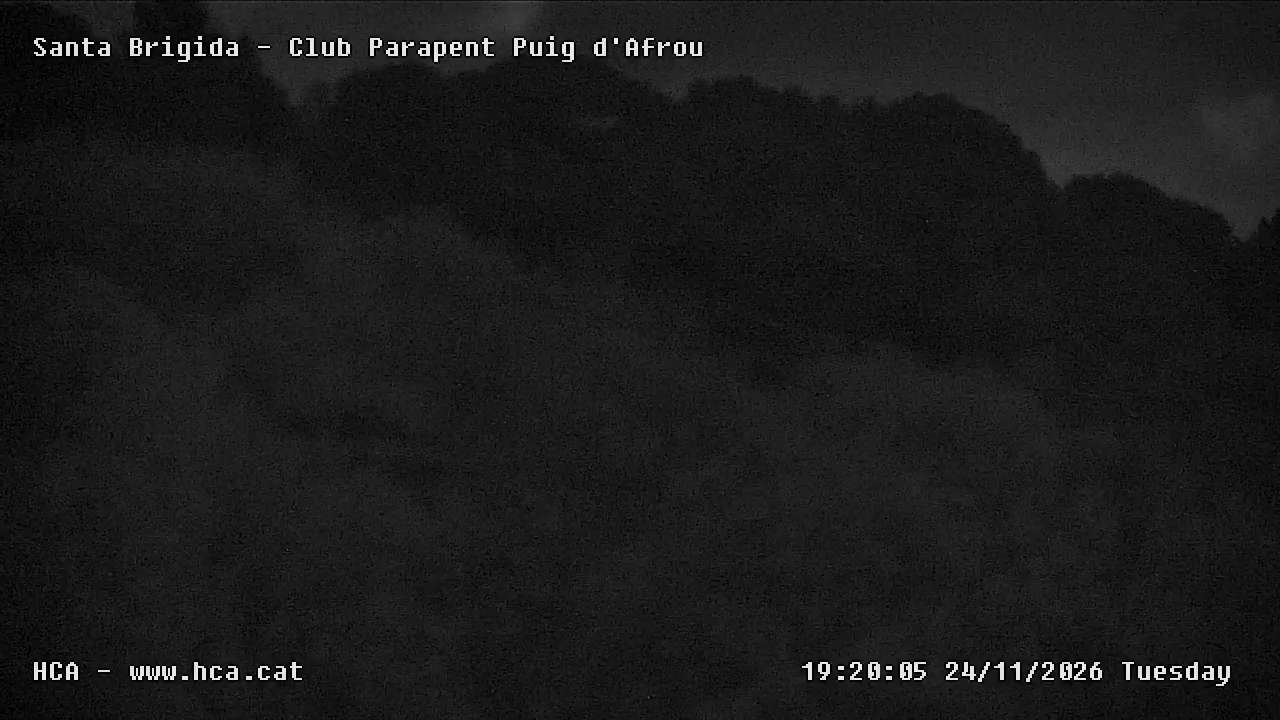 Santa Brigida - Club Parapent Puig d'Afrou
HCA - www.hca.cat
19:20:05 24/11/2026 Tuesday